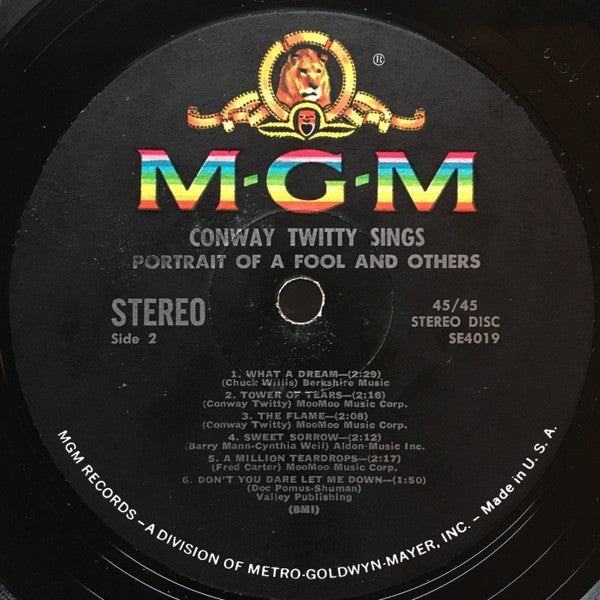 ®
M·G·M
CONWAY TWITTY SINGS
PORTRAIT OF A FOOL AND OTHERS
STEREO
Side 2
45/45
STEREO DISC
SE4019
1. WHAT A DREAM—(2:29)
(Chuck Willis) Berkshire Music
2. TOWER OF TEARS—(2:16)
(Conway Twitty) MooMoo Music Corp.
3. THE FLAME—(2:08)
(Conway Twitty) MooMoo Music Corp.
4. SWEET SORROW—(2:12)
(Barry Mann-Cynthia Weil) Aldon Music Inc.
5. A MILLION TEARDROPS—(2:17)
(Fred Carter) MooMoo Music Corp.
6. DON'T YOU DARE LET ME DOWN—(1:50)
(Doc Pomus-Shuman)
Valley Publishing
(BMI)
MGM RECORDS – A DIVISION OF METRO-GOLDWYN-MAYER, INC. – Made in U. S. A.